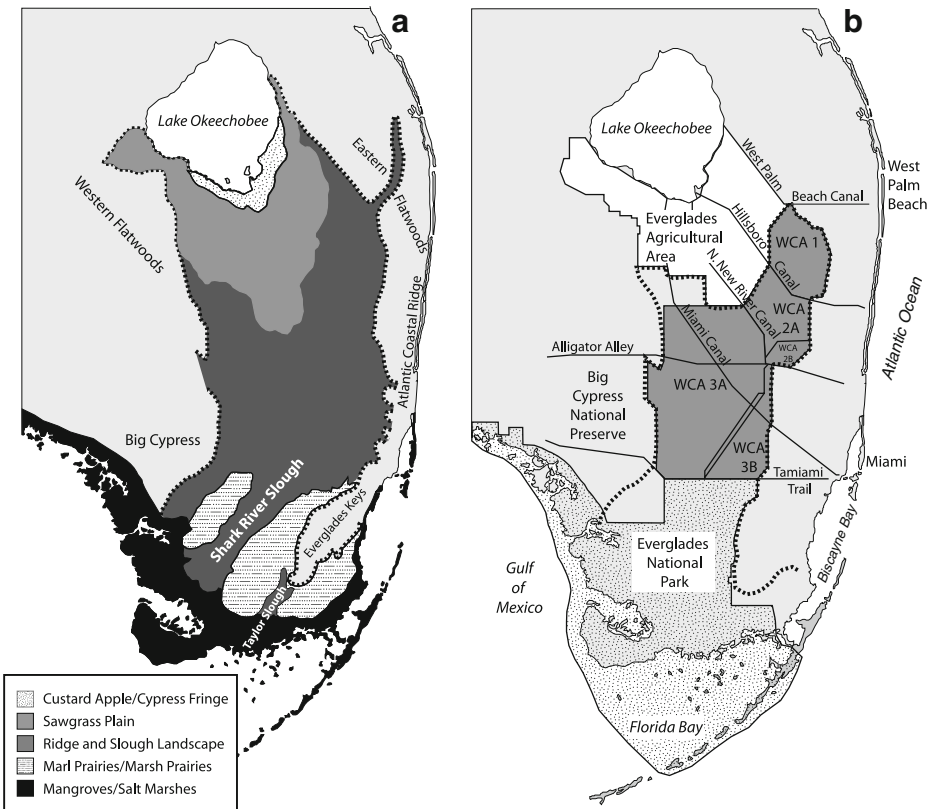 a
Lake Okeechobee
Eastern
Flatwoods
Western Flatwoods
Atlantic Coastal Ridge
Big Cypress
Shark River Slough
Everglades Keys
Taylor Slough
Custard Apple/Cypress Fringe
Sawgrass Plain
Ridge and Slough Landscape
Marl Prairies/Marsh Prairies
Mangroves/Salt Marshes
b
Lake Okeechobee
West Palm
Beach Canal
West
Palm
Beach
Everglades
Agricultural
Area
Hillsboro
Canal
WCA 1
N. New River Canal
WCA
2A
WCA
2B
Miami Canal
Atlantic Ocean
Alligator Alley
WCA 3A
Big
Cypress
National
Preserve
WCA
3B
Miami
Tamiami
Trail
Everglades
National
Park
Biscayne Bay
Gulf
of
Mexico
Florida Bay